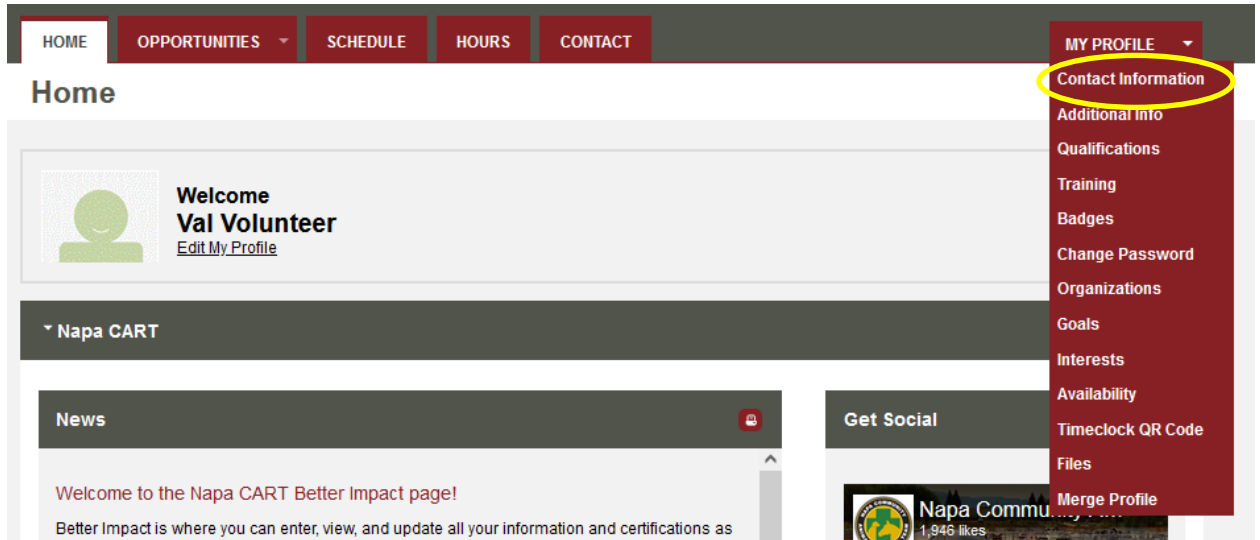 HOME OPPORTUNITIES SCHEDULE HOURS CONTACT MY PROFILE
Home
Contact Information
Additional Info
Qualifications
Training
Badges
Change Password
Organizations
Goals
Interests
Availability
Timeclock QR Code
Files
Merge Profile
Welcome
Val Volunteer
Edit My Profile
Napa CART
News
Welcome to the Napa CART Better Impact page!
Better Impact is where you can enter, view, and update all your information and certifications as
Get Social
Napa
1,946 likes